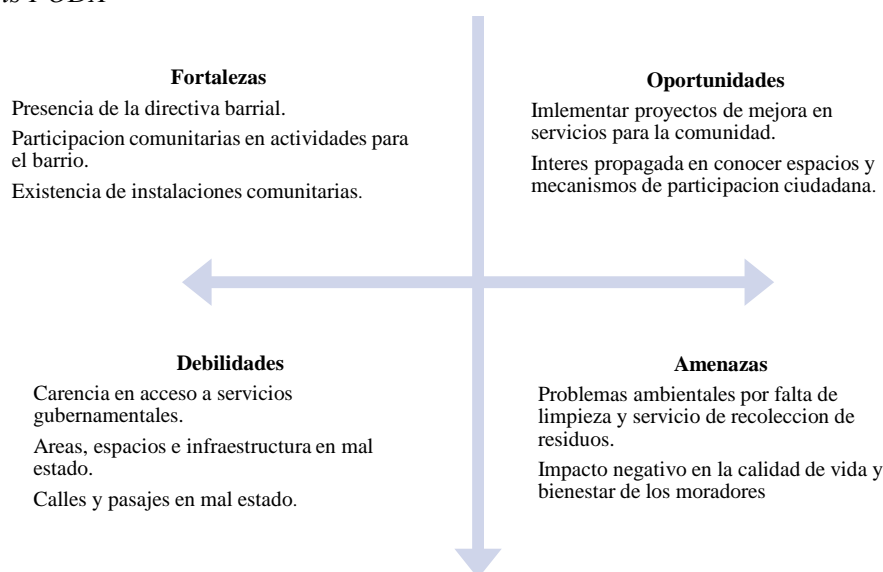 Fortalezas
Presencia de la directiva barrial.
Participacion comunitarias en actividades para
el barrio.
Existencia de instalaciones comunitarias.
Oportunidades
Imlementar proyectos de mejora en
servicios para la comunidad.
Interes propagada en conocer espacios y
mecanismos de participacion ciudadana.
Debilidades
Carencia en acceso a servicios
gubernamentales.
Areas, espacios e infraestructura en mal
estado.
Calles y pasajes en mal estado.
Amenazas
Problemas ambientales por falta de
limpieza y servicio de recoleccion de
residuos.
Impacto negativo en la calidad de vida y
bienestar de los moradores